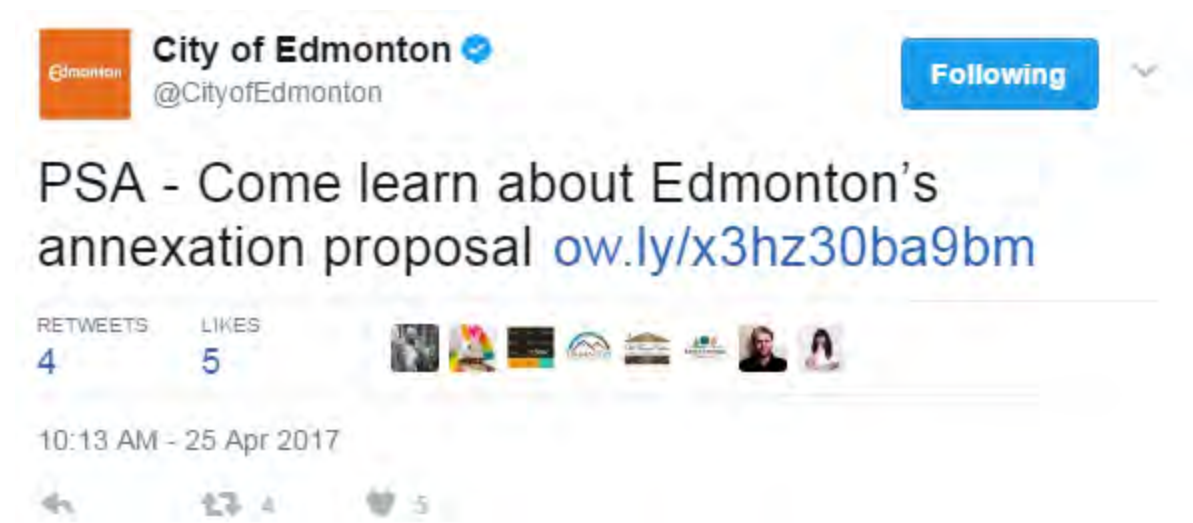 Edmonton
City of Edmonton
@CityofEdmonton
Following
PSA - Come learn about Edmonton’s
annexation proposal ow.ly/x3hz30ba9bm
RETWEETS LIKES
4 5
10:13 AM - 25 Apr 2017
4 5